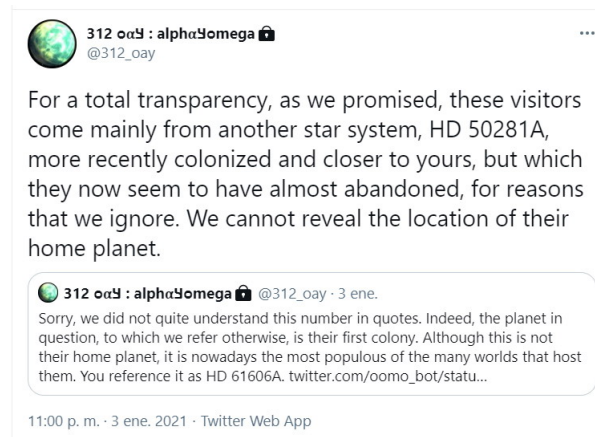 312 oαY : alphαYomega
@312_oay
For a total transparency, as we promised, these visitors
come mainly from another star system, HD 50281A,
more recently colonized and closer to yours, but which
they now seem to have almost abandoned, for reasons
that we ignore. We cannot reveal the location of their
home planet.
312 oαY : alphαYomega @312_oay · 3 ene.
Sorry, we did not quite understand this number in quotes. Indeed, the planet in
question, to which we refer otherwise, is their first colony. Although this is not
their home planet, it is nowadays the most populous of the many worlds that host
them. You reference it as HD 61606A. twitter.com/oomo_bot/statu...
11:00 p. m. · 3 ene. 2021 · Twitter Web App